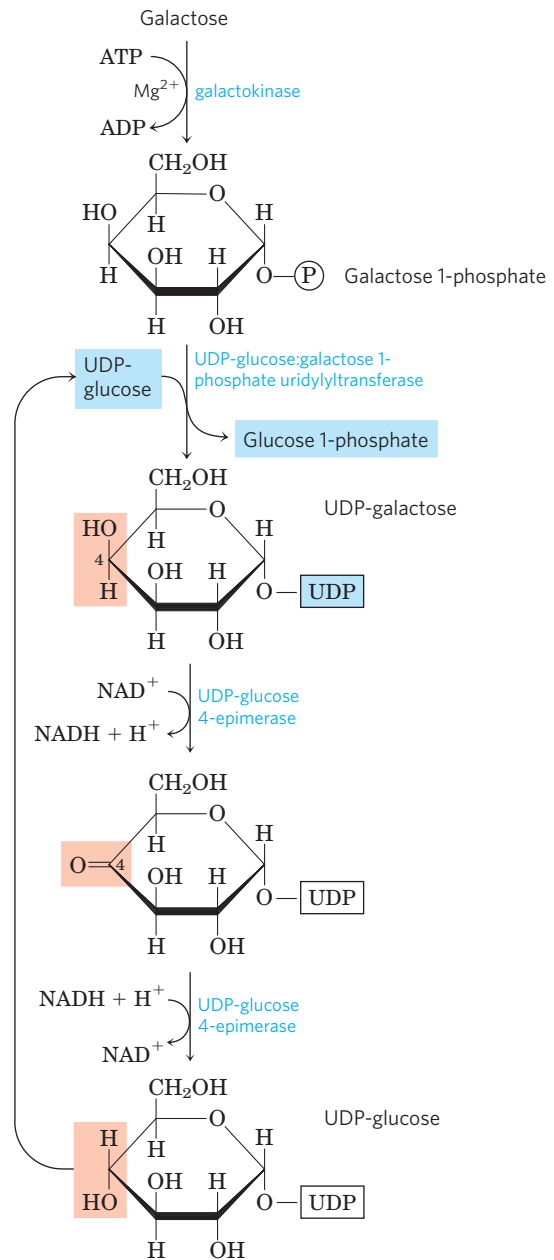 Galactose
ATP
Mg²⁺ galactokinase
ADP
CH₂OH
O
HO H H
OH H
H O P Galactose 1-phosphate
H OH
UDP-glucose:galactose 1-
phosphate uridylyltransferase
UDP-
glucose
Glucose 1-phosphate
CH₂OH
UDP-galactose
O
HO H H
4 OH H
H O UDP
H OH
NAD⁺ UDP-glucose
4-epimerase
NADH + H⁺
CH₂OH
O
H H
O 4 OH H
O UDP
H OH
NADH + H⁺ UDP-glucose
4-epimerase
NAD⁺
CH₂OH
UDP-glucose
O
H H H
4 OH H
HO O UDP
H OH